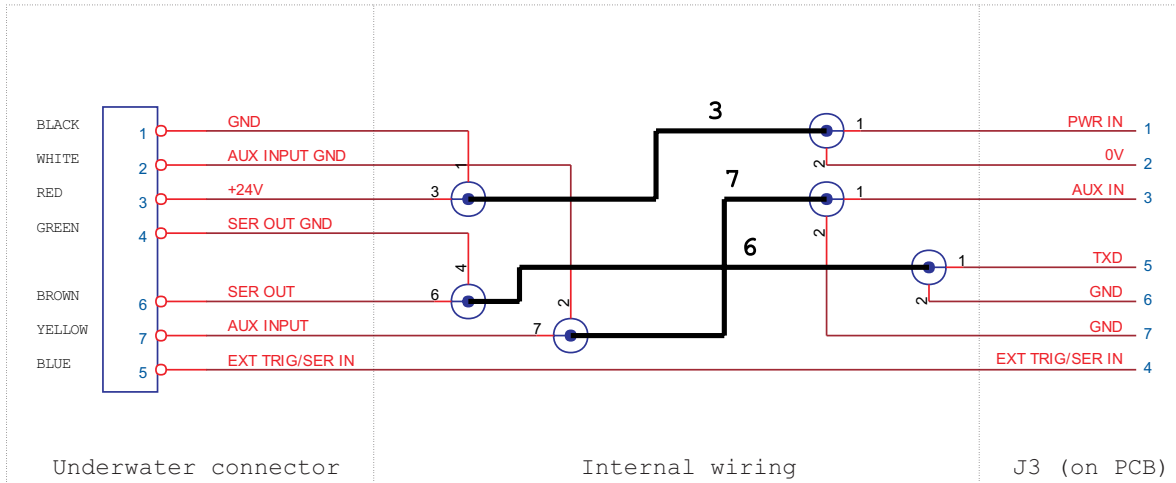 3
BLACK 1 GND 1 PWR IN 1
WHITE 2 AUX INPUT GND 1 2 0V 2
7
RED 3 +24V 3 1 AUX IN 3
GREEN 4 SER OUT GND 2
6
4 1 TXD 5
BROWN 6 SER OUT 6 2 2 GND 6
YELLOW 7 AUX INPUT 7 GND 7
BLUE 5 EXT TRIG/SER IN EXT TRIG/SER IN 4
Underwater connector Internal wiring J3 (on PCB)